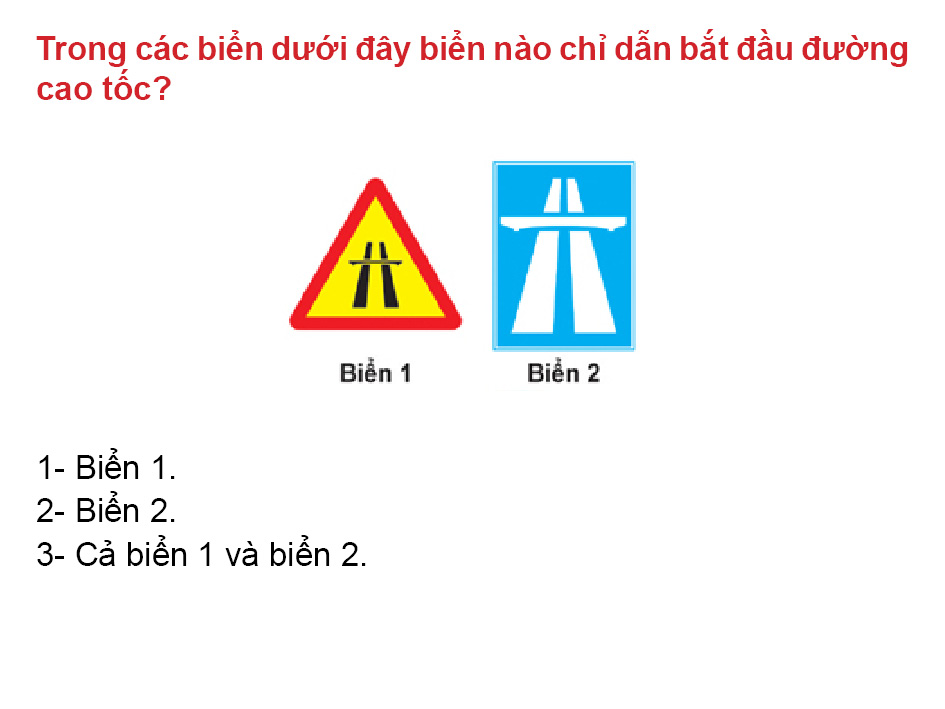 Trong các biển dưới đây biển nào chỉ dẫn bắt đầu đường
cao tốc?
Biển 1
Biển 2
1- Biển 1.
2- Biển 2.
3- Cả biển 1 và biển 2.